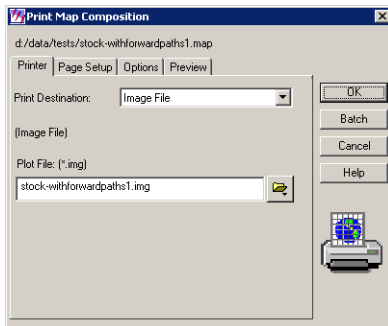 Print Map Composition
d:/data/tests/stock-withforwardpaths1.map
Printer Page Setup Options Preview
Print Destination: Image File
(Image File)
Plot File: (*.img)
stock-withforwardpaths1.img
OK
Batch
Cancel
Help